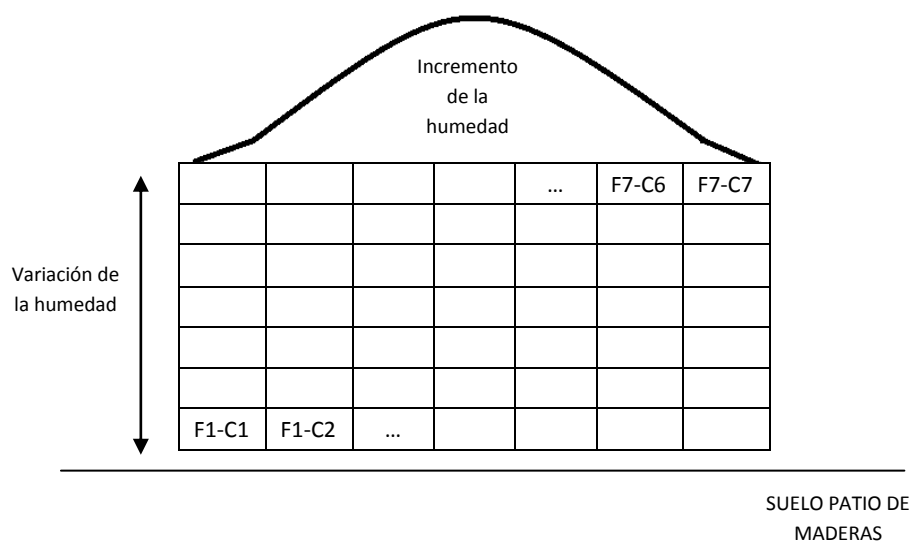 Incremento
de la
humedad
... F7-C6 F7-C7
Variación de
la humedad
F1-C1 F1-C2 ...
SUELO PATIO DE
MADERAS